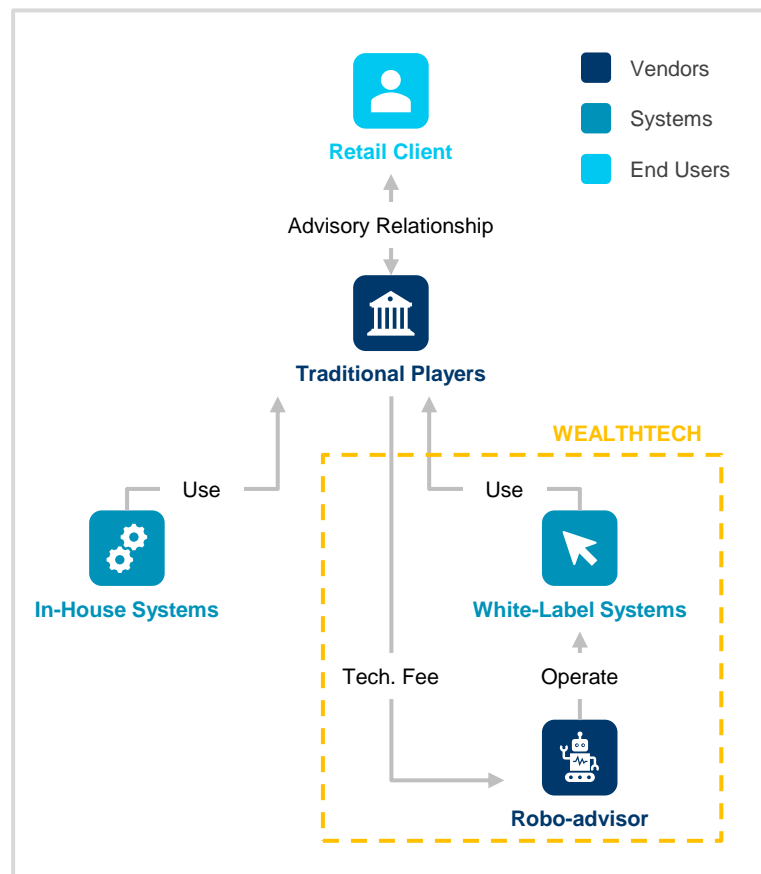 Vendors
Systems
End Users
Retail Client
Advisory Relationship
Traditional Players
WEALTHTECH
Use
Use
In-House Systems
White-Label Systems
Tech. Fee
Operate
Robo-advisor